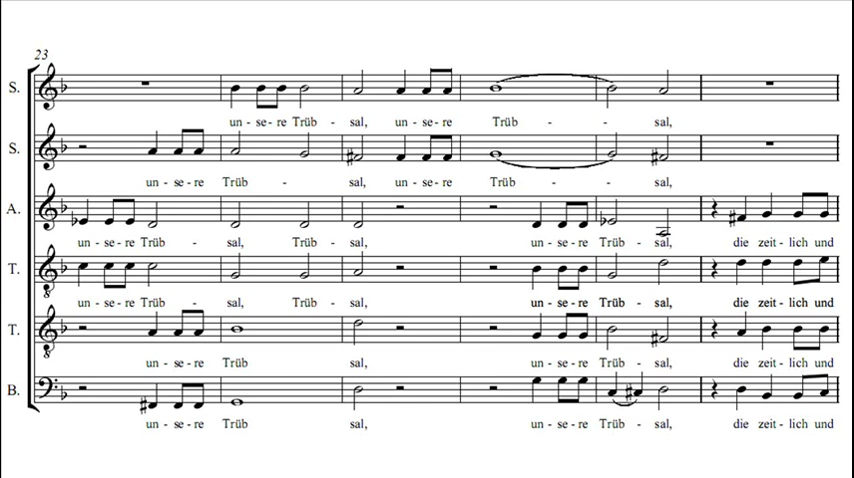 23
S.
un - se - re Trüb - sal, un - se - re Trüb - - sal,
S.
un - se - re Trüb - sal, un - se - re Trüb - sal,
A.
un - se - re Trüb - sal, Trüb - sal, un - se - re Trüb - sal, die zeit - lich und
T.
un - se - re Trüb - sal, Trüb - sal, un - se - re Trüb - sal, die zeit - lich und
T.
un - se - re Trüb sal, un - se - re Trüb - sal, die zeit - lich und
B.
un - se - re Trüb sal, un - se - re Trüb - sal, die zeit - lich und